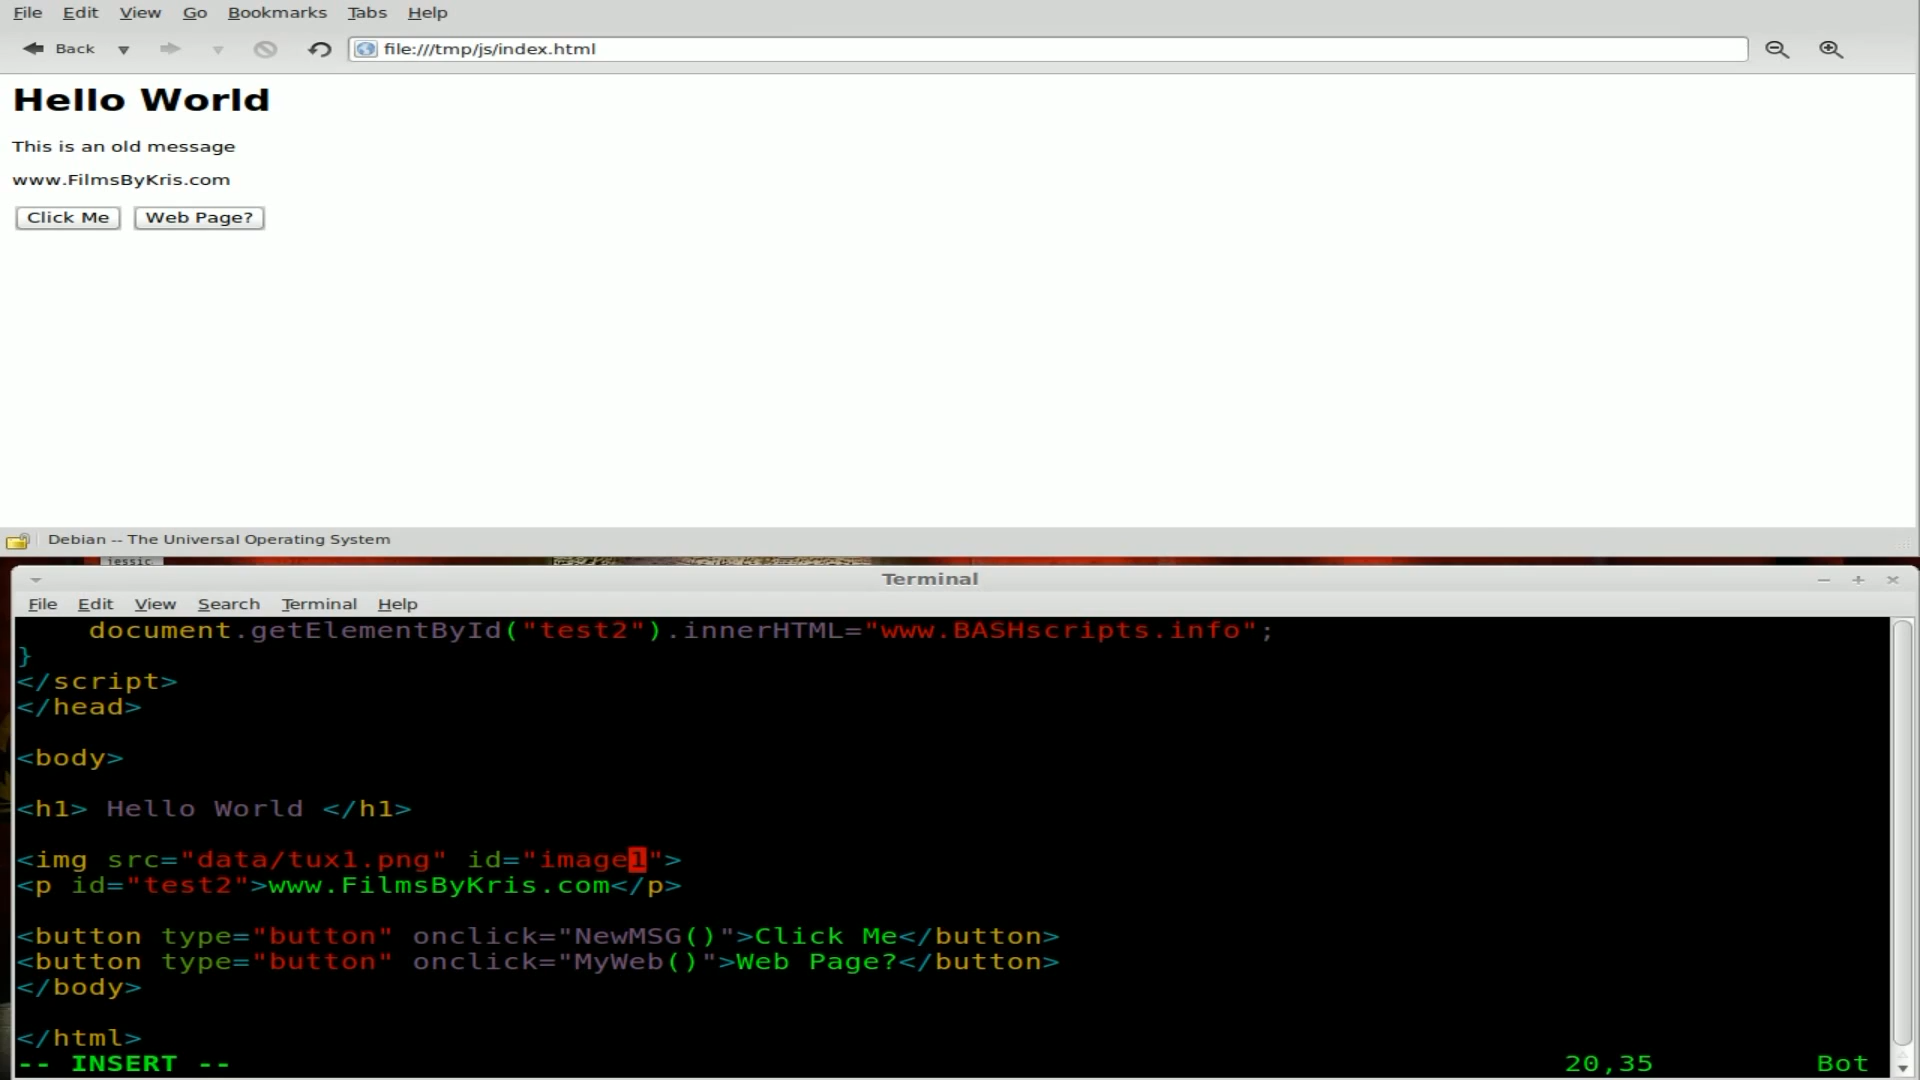 File Edit View Go Bookmarks Tabs Help
Back file:///tmp/js/index.html
Hello World
This is an old message
www.FilmsByKris.com
Click Me Web Page?
Debian -- The Universal Operating System
jessic
Terminal
File Edit View Search Terminal Help
document.getElementById("test2").innerHTML="www.BASHscripts.info";
}
</script>
</head>
<body>
<h1> Hello World </h1>
<img src="data/tux1.png" id="image1">
<p id="test2">www.FilmsByKris.com</p>
<button type="button" onclick="NewMSG()">Click Me</button>
<button type="button" onclick="MyWeb()">Web Page?</button>
</body>
</html>
-- INSERT -- 20,35 Bot